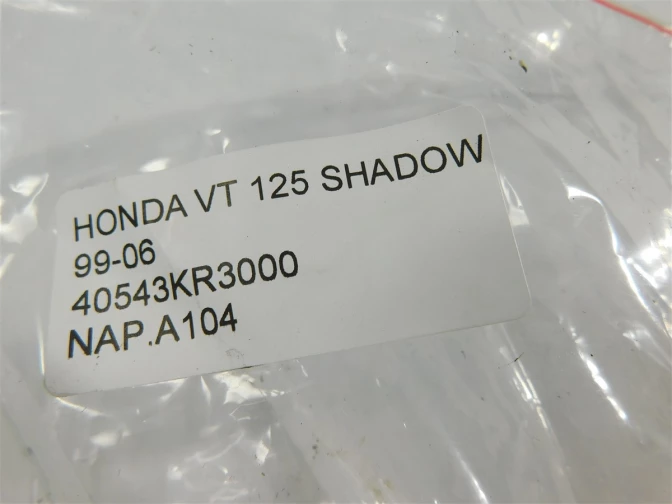 HONDA VT 125 SHADOW
99-06
40543KR3000
NAP.A104